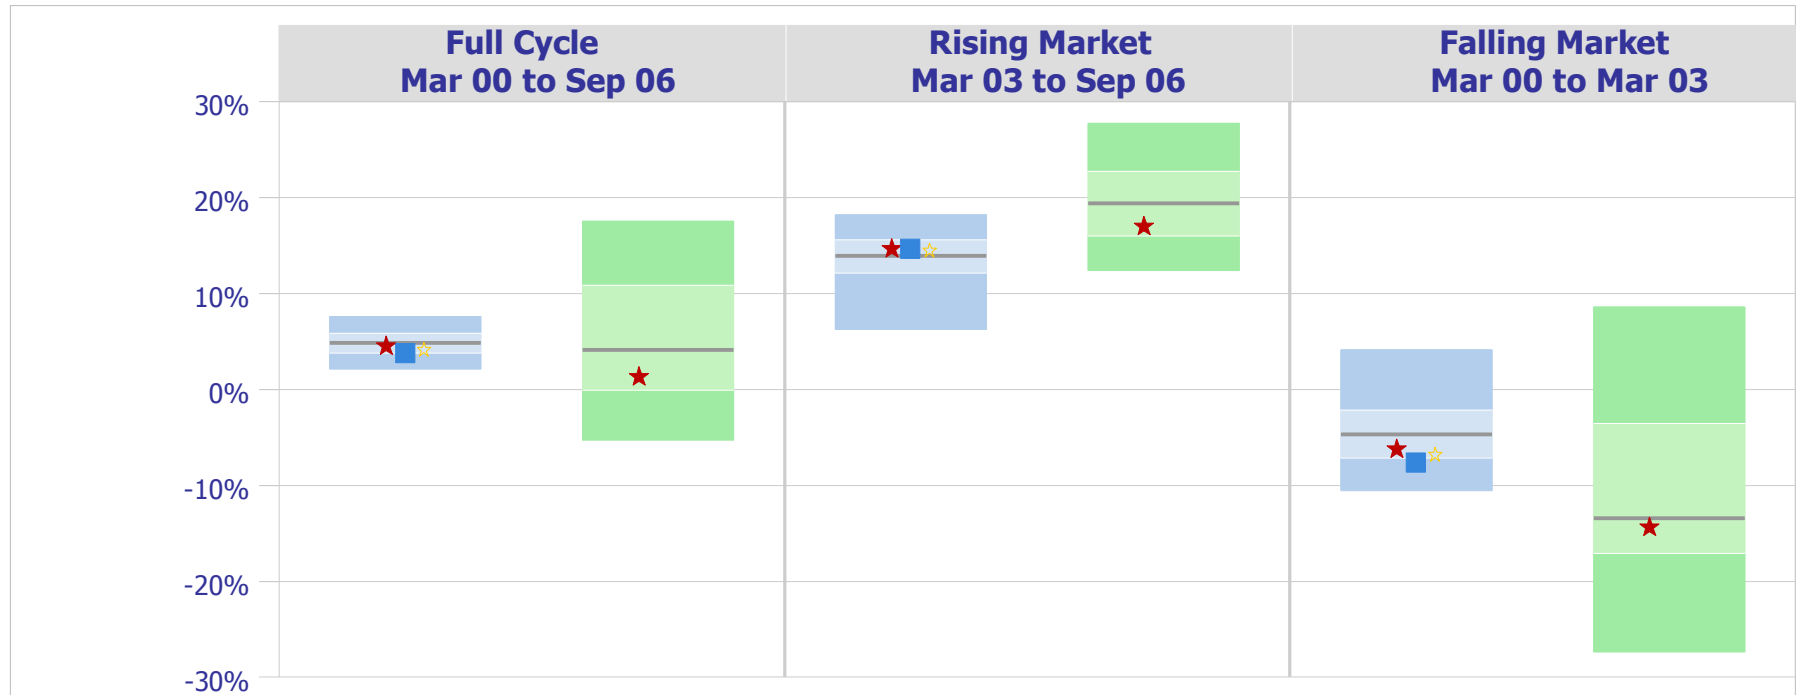 Full Cycle
Mar 00 to Sep 06
Rising Market
Mar 03 to Sep 06
Falling Market
Mar 00 to Mar 03
30%
20%
10%
0%
-10%
-20%
-30%